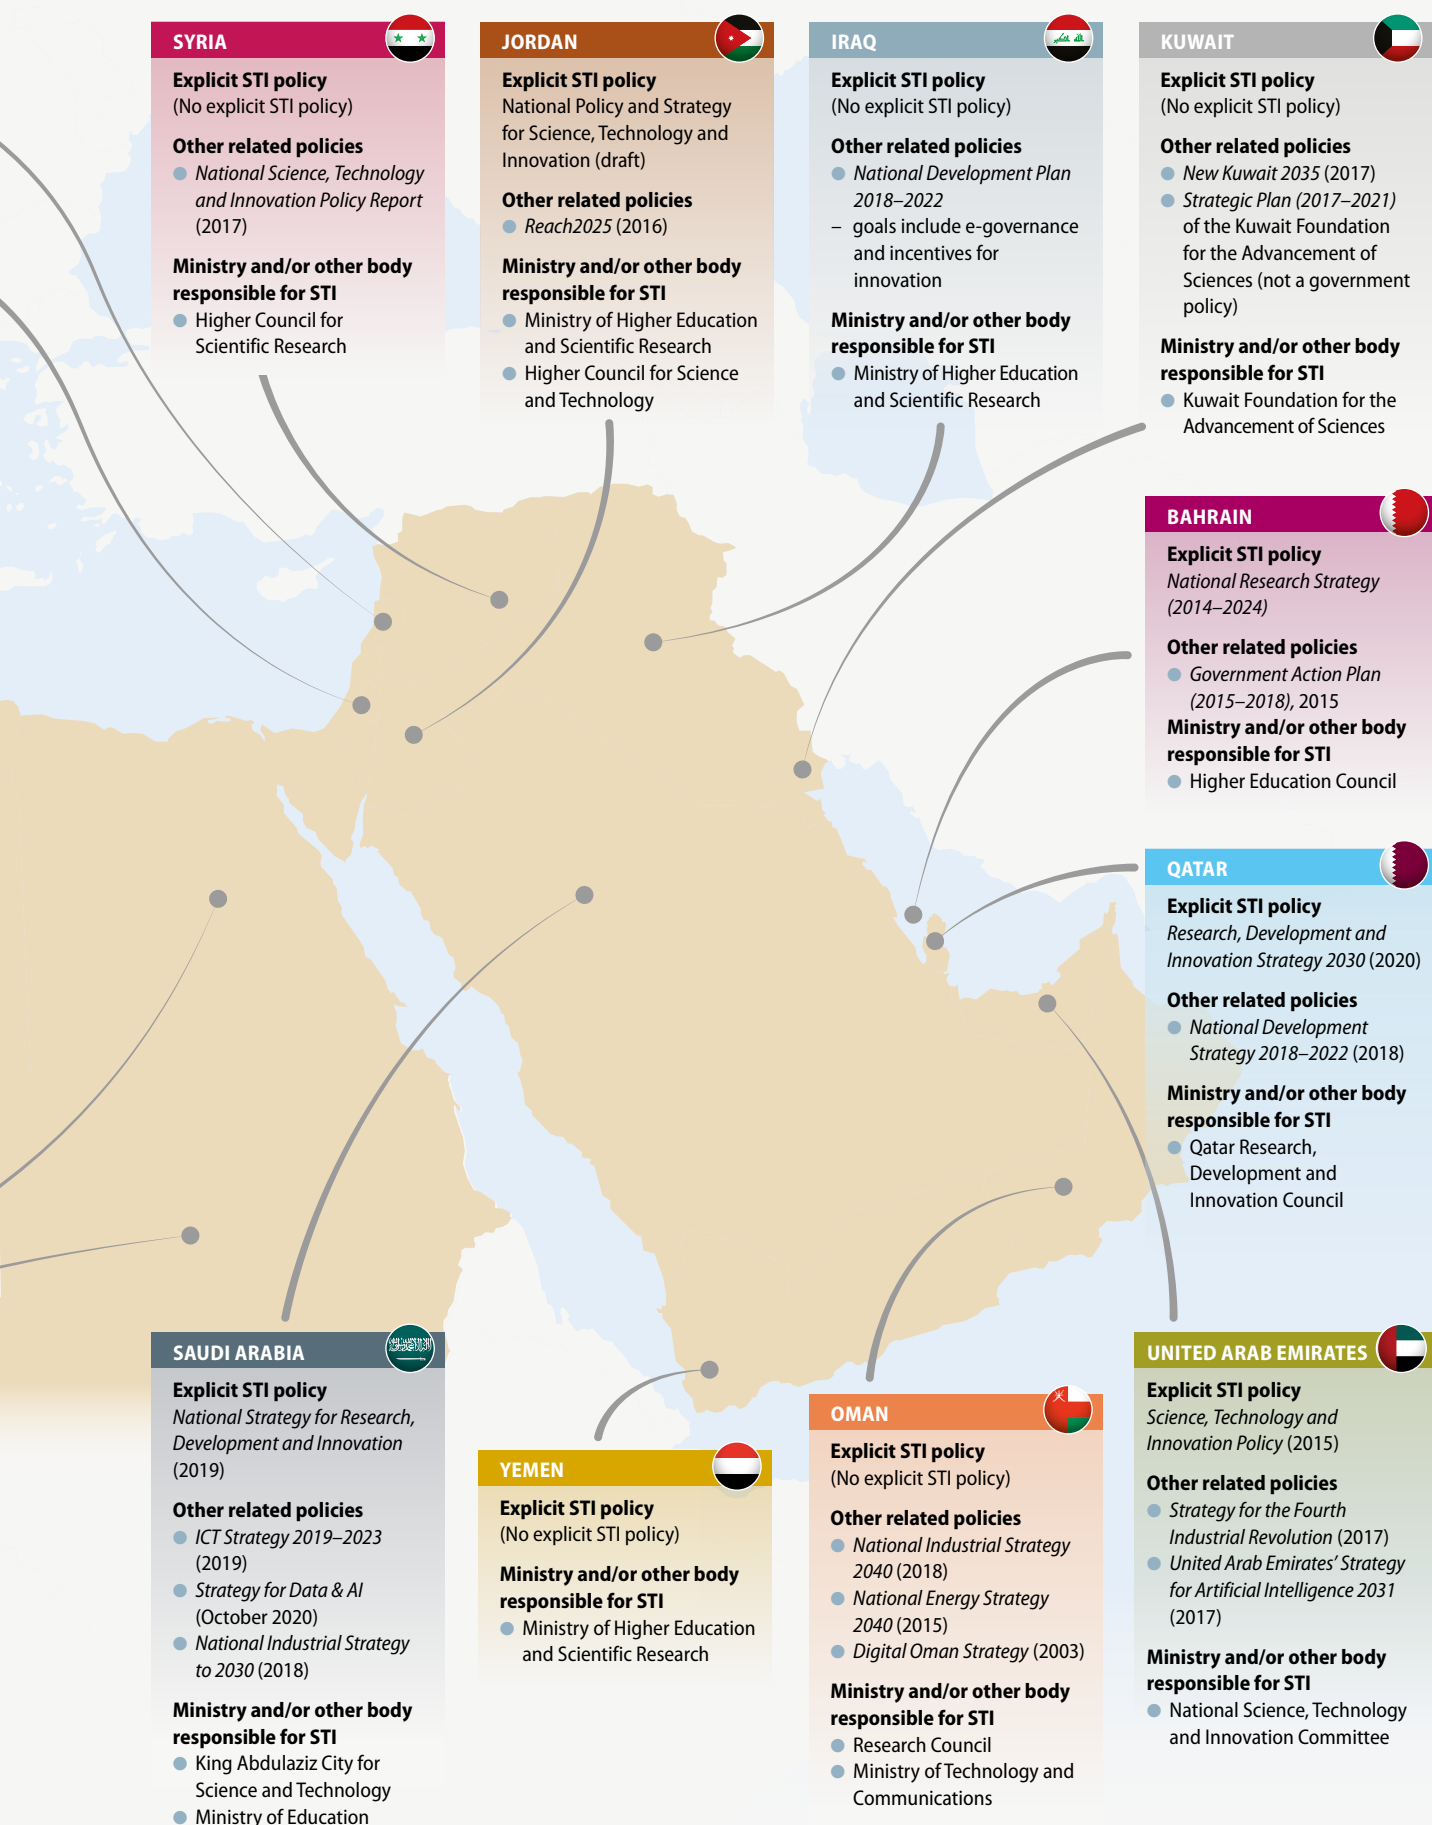 SYRIA
Explicit STI policy
(No explicit STI policy)
Other related policies
National Science, Technology
and Innovation Policy Report
(2017)
Ministry and/or other body
responsible for STI
Higher Council for
Scientific Research
JORDAN
Explicit STI policy
National Policy and Strategy
for Science, Technology and
Innovation (draft)
Other related policies
Reach2025 (2016)
Ministry and/or other body
responsible for STI
Ministry of Higher Education
and Scientific Research
Higher Council for Science
and Technology
IRAQ
Explicit STI policy
(No explicit STI policy)
Other related policies
National Development Plan
2018–2022
– goals include e-governance
and incentives for
innovation
Ministry and/or other body
responsible for STI
Ministry of Higher Education
and Scientific Research
KUWAIT
Explicit STI policy
(No explicit STI policy)
Other related policies
New Kuwait 2035 (2017)
Strategic Plan (2017–2021)
of the Kuwait Foundation
for the Advancement of
Sciences (not a government
policy)
Ministry and/or other body
responsible for STI
Kuwait Foundation for the
Advancement of Sciences
BAHRAIN
Explicit STI policy
National Research Strategy
(2014–2024)
Other related policies
Government Action Plan
(2015–2018), 2015
Ministry and/or other body
responsible for STI
Higher Education Council
QATAR
Explicit STI policy
Research, Development and
Innovation Strategy 2030 (2020)
Other related policies
National Development
Strategy 2018–2022 (2018)
Ministry and/or other body
responsible for STI
Qatar Research,
Development and
Innovation Council
SAUDI ARABIA
Explicit STI policy
National Strategy for Research,
Development and Innovation
(2019)
Other related policies
ICT Strategy 2019–2023
(2019)
Strategy for Data & AI
(October 2020)
National Industrial Strategy
to 2030 (2018)
Ministry and/or other body
responsible for STI
King Abdulaziz City for
Science and Technology
Ministry of Education
YEMEN
Explicit STI policy
(No explicit STI policy)
Ministry and/or other body
responsible for STI
Ministry of Higher Education
and Scientific Research
OMAN
Explicit STI policy
(No explicit STI policy)
Other related policies
National Industrial Strategy
2040 (2018)
National Energy Strategy
2040 (2015)
Digital Oman Strategy (2003)
Ministry and/or other body
responsible for STI
Research Council
Ministry of Technology and
Communications
UNITED ARAB EMIRATES
Explicit STI policy
Science, Technology and
Innovation Policy (2015)
Other related policies
Strategy for the Fourth
Industrial Revolution (2017)
United Arab Emirates’ Strategy
for Artificial Intelligence 2031
(2017)
Ministry and/or other body
responsible for STI
National Science, Technology
and Innovation Committee